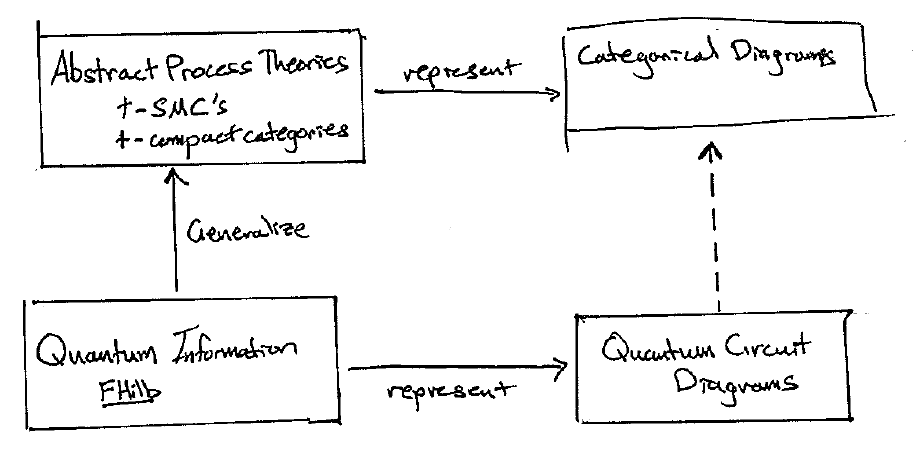 Abstract Process Theories
†-SMC's
†-compact categories
represent
Categorical Diagrams
Generalize
Quantum Information
FHilb
represent
Quantum Circuit
Diagrams